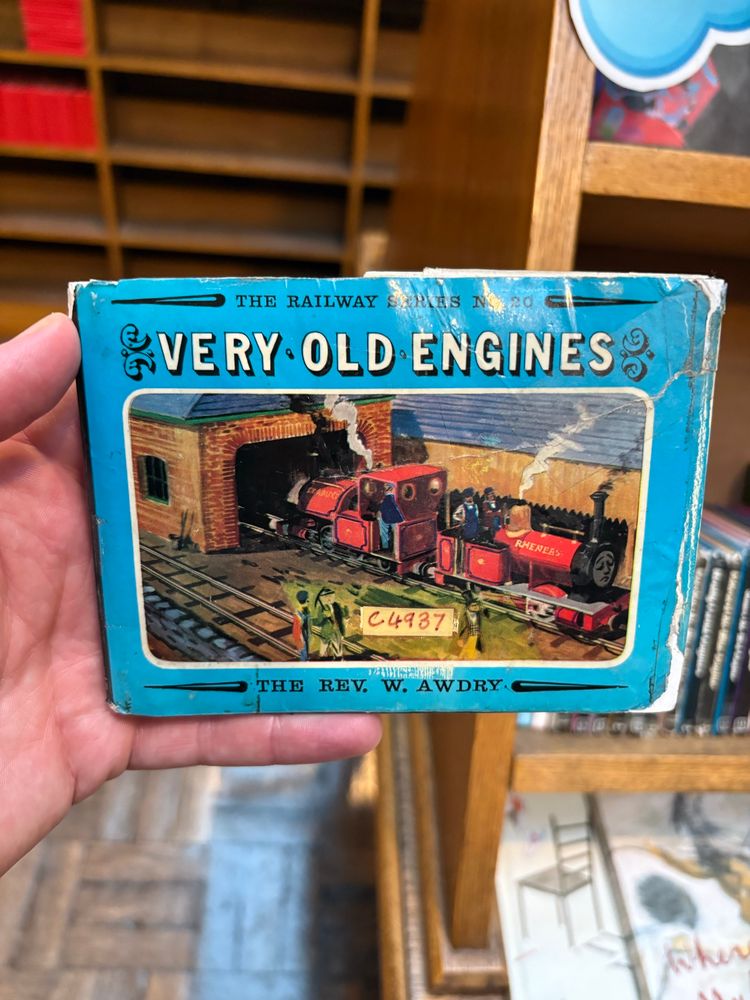 THE RAILWAY SERIES No. 20
VERY·OLD·ENGINES
RHENEAS
C4937
THE REV. W. AWDRY